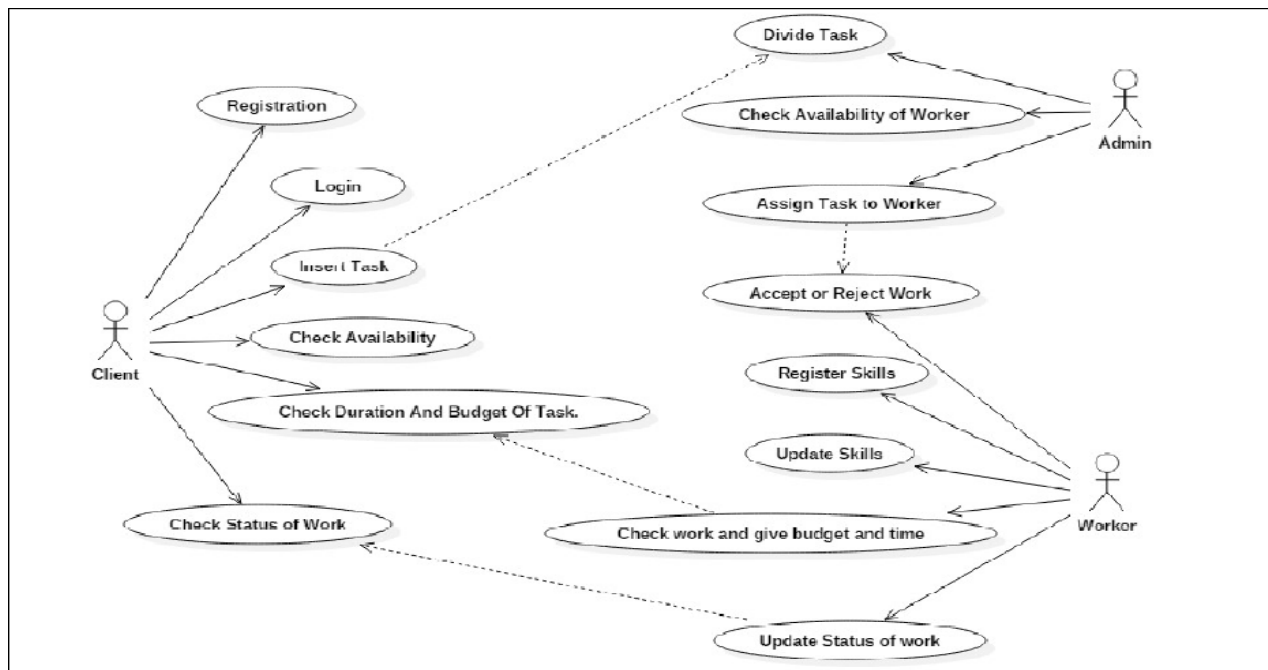 Divide Task
Registration
Check Availability of Worker
Admin
Login
Assign Task to Worker
Insert Task
Accept or Reject Work
Check Availability
Client
Register Skills
Check Duration And Budget Of Task.
Update Skills
Check Status of Work
Check work and give budget and time
Worker
Update Status of work